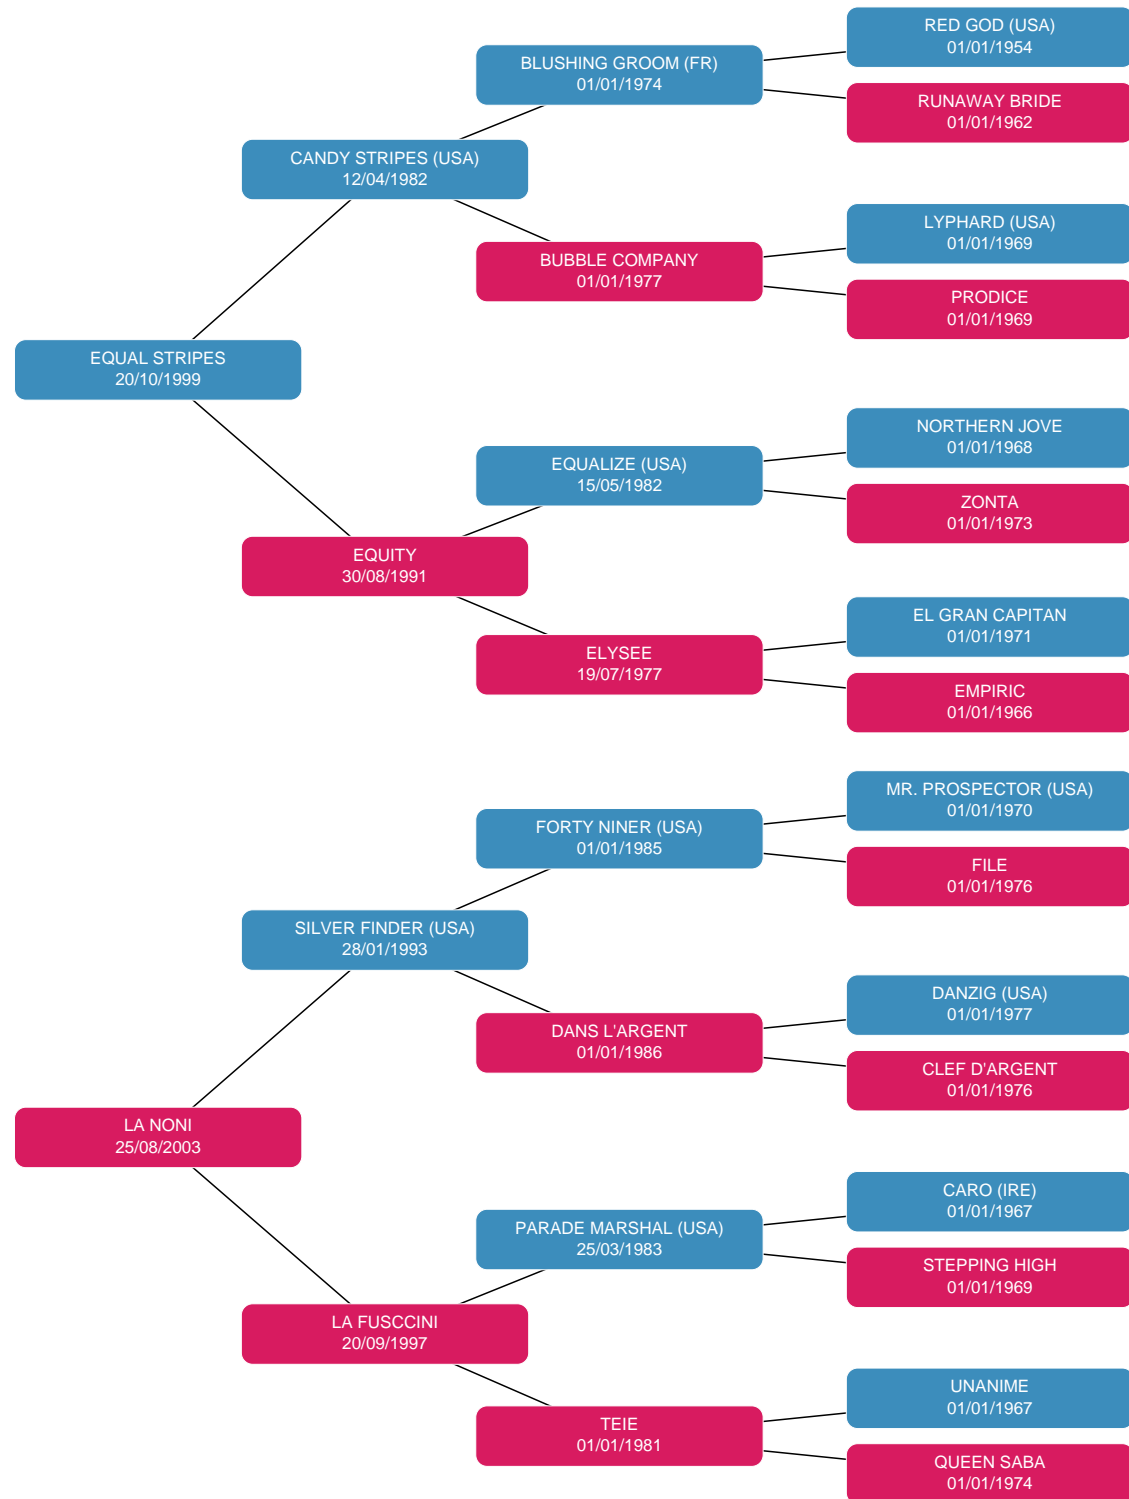 RED GOD (USA)
01/01/1954
BLUSHING GROOM (FR)
01/01/1974
RUNAWAY BRIDE
01/01/1962
CANDY STRIPES (USA)
12/04/1982
LYPHARD (USA)
01/01/1969
BUBBLE COMPANY
01/01/1977
PRODICE
01/01/1969
EQUAL STRIPES
20/10/1999
NORTHERN JOVE
01/01/1968
EQUALIZE (USA)
15/05/1982
ZONTA
01/01/1973
EQUITY
30/08/1991
EL GRAN CAPITAN
01/01/1971
ELYSEE
19/07/1977
EMPIRIC
01/01/1966
MR. PROSPECTOR (USA)
01/01/1970
FORTY NINER (USA)
01/01/1985
FILE
01/01/1976
SILVER FINDER (USA)
28/01/1993
DANZIG (USA)
01/01/1977
DANS L'ARGENT
01/01/1986
CLEF D'ARGENT
01/01/1976
LA NONI
25/08/2003
CARO (IRE)
01/01/1967
PARADE MARSHAL (USA)
25/03/1983
STEPPING HIGH
01/01/1969
LA FUSCCINI
20/09/1997
UNANIME
01/01/1967
TEIE
01/01/1981
QUEEN SABA
01/01/1974